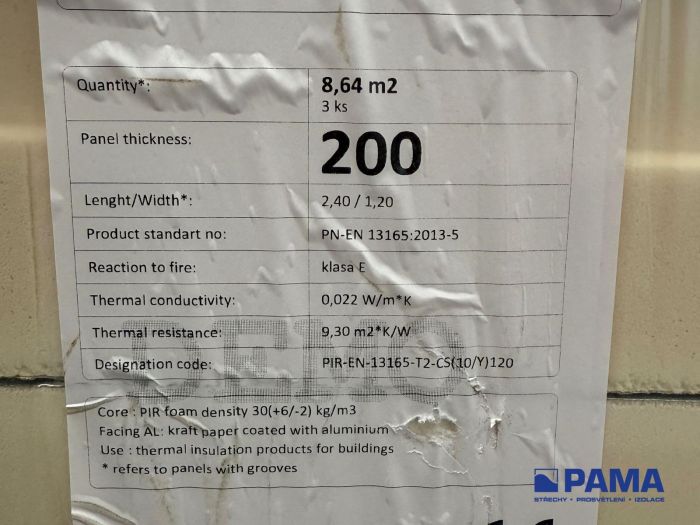 Quantity*: 8,64 m2
3 ks
Panel thickness: 200
Lenght/Width*: 2,40 / 1,20
Product standart no: PN-EN 13165:2013-5
Reaction to fire: klasa E
Thermal conductivity: 0,022 W/m*K
Thermal resistance: 9,30 m2*K/W
Designation code: PIR-EN-13165-T2-CS(10/Y)120
DEMO
Core : PIR foam density 30(+6/-2) kg/m3
Facing AL: kraft paper coated with aluminium
Use : thermal insulation products for buildings
* refers to panels with grooves
PAMA
STŘECHY • PROSVĚTLENÍ • IZOLACE